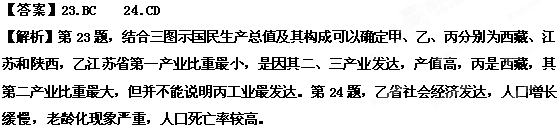 【答案】23.BC 24.CD
【解析】第 23 题，结合三图示国民生产总值及其构成可以确定甲、乙、丙分别为西藏、江
苏和陕西，乙江苏省第一产业比重最小，是因其二、三产业发达，产值高，丙是西藏，其
第二产业比重最大，但并不能说明丙工业最发达。第 24 题，乙省社会经济发达，人口增长
缓慢，老龄化现象严重，人口死亡率较高。